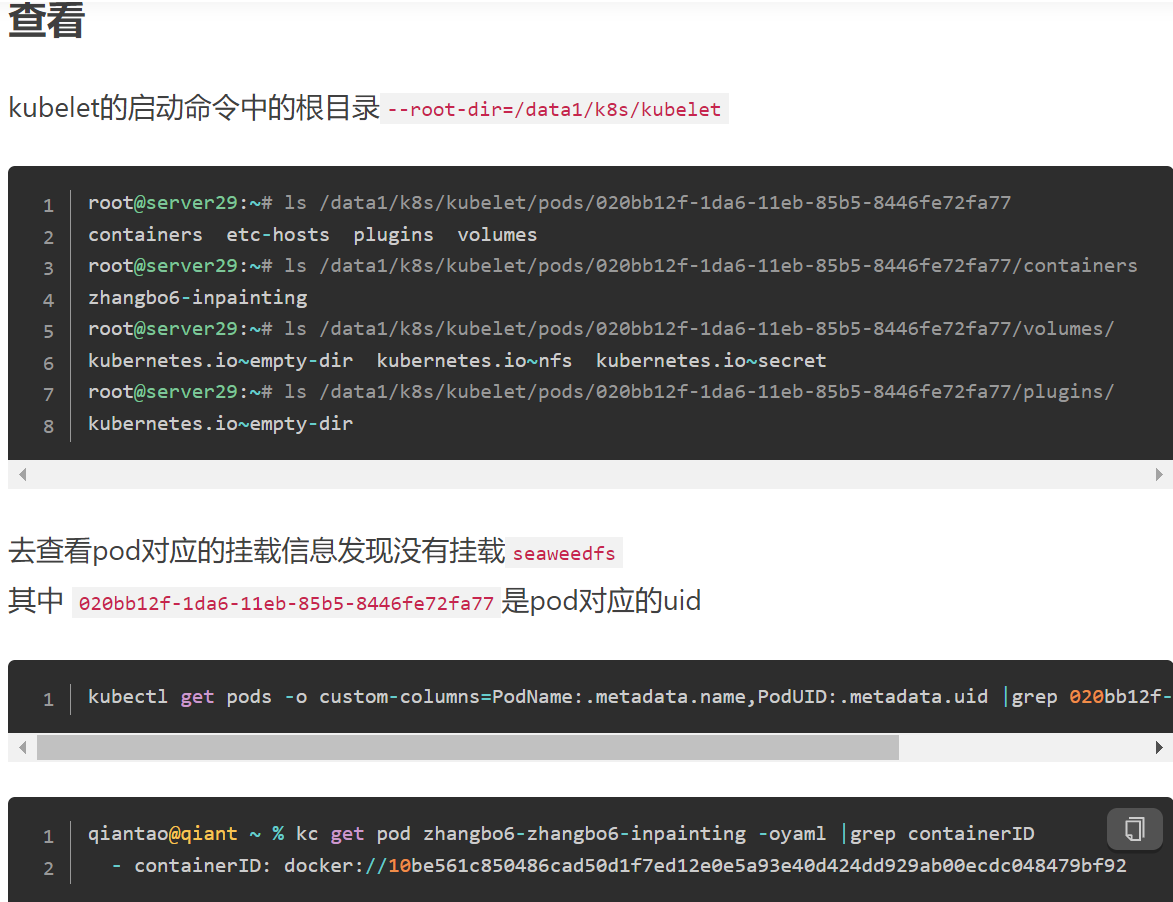 查看
kubelet的启动命令中的根目录 --root-dir=/data1/k8s/kubelet
1 root@server29:~# ls /data1/k8s/kubelet/pods/020bb12f-1da6-11eb-85b5-8446fe72fa77
2 containers  etc-hosts  plugins  volumes
3 root@server29:~# ls /data1/k8s/kubelet/pods/020bb12f-1da6-11eb-85b5-8446fe72fa77/containers
4 zhangbo6-inpainting
5 root@server29:~# ls /data1/k8s/kubelet/pods/020bb12f-1da6-11eb-85b5-8446fe72fa77/volumes/
6 kubernetes.io~empty-dir  kubernetes.io~nfs  kubernetes.io~secret
7 root@server29:~# ls /data1/k8s/kubelet/pods/020bb12f-1da6-11eb-85b5-8446fe72fa77/plugins/
8 kubernetes.io~empty-dir
去查看pod对应的挂载信息发现没有挂载 seaweedfs
其中 020bb12f-1da6-11eb-85b5-8446fe72fa77 是pod对应的uid
1 kubectl get pods -o custom-columns=PodName:.metadata.name,PodUID:.metadata.uid |grep 020bb12f-
1 qiantao@qiant ~ % kc get pod zhangbo6-zhangbo6-inpainting -oyaml |grep containerID
2   - containerID: docker://10be561c850486cad50d1f7ed12e0e5a93e40d424dd929ab00ecdc048479bf92